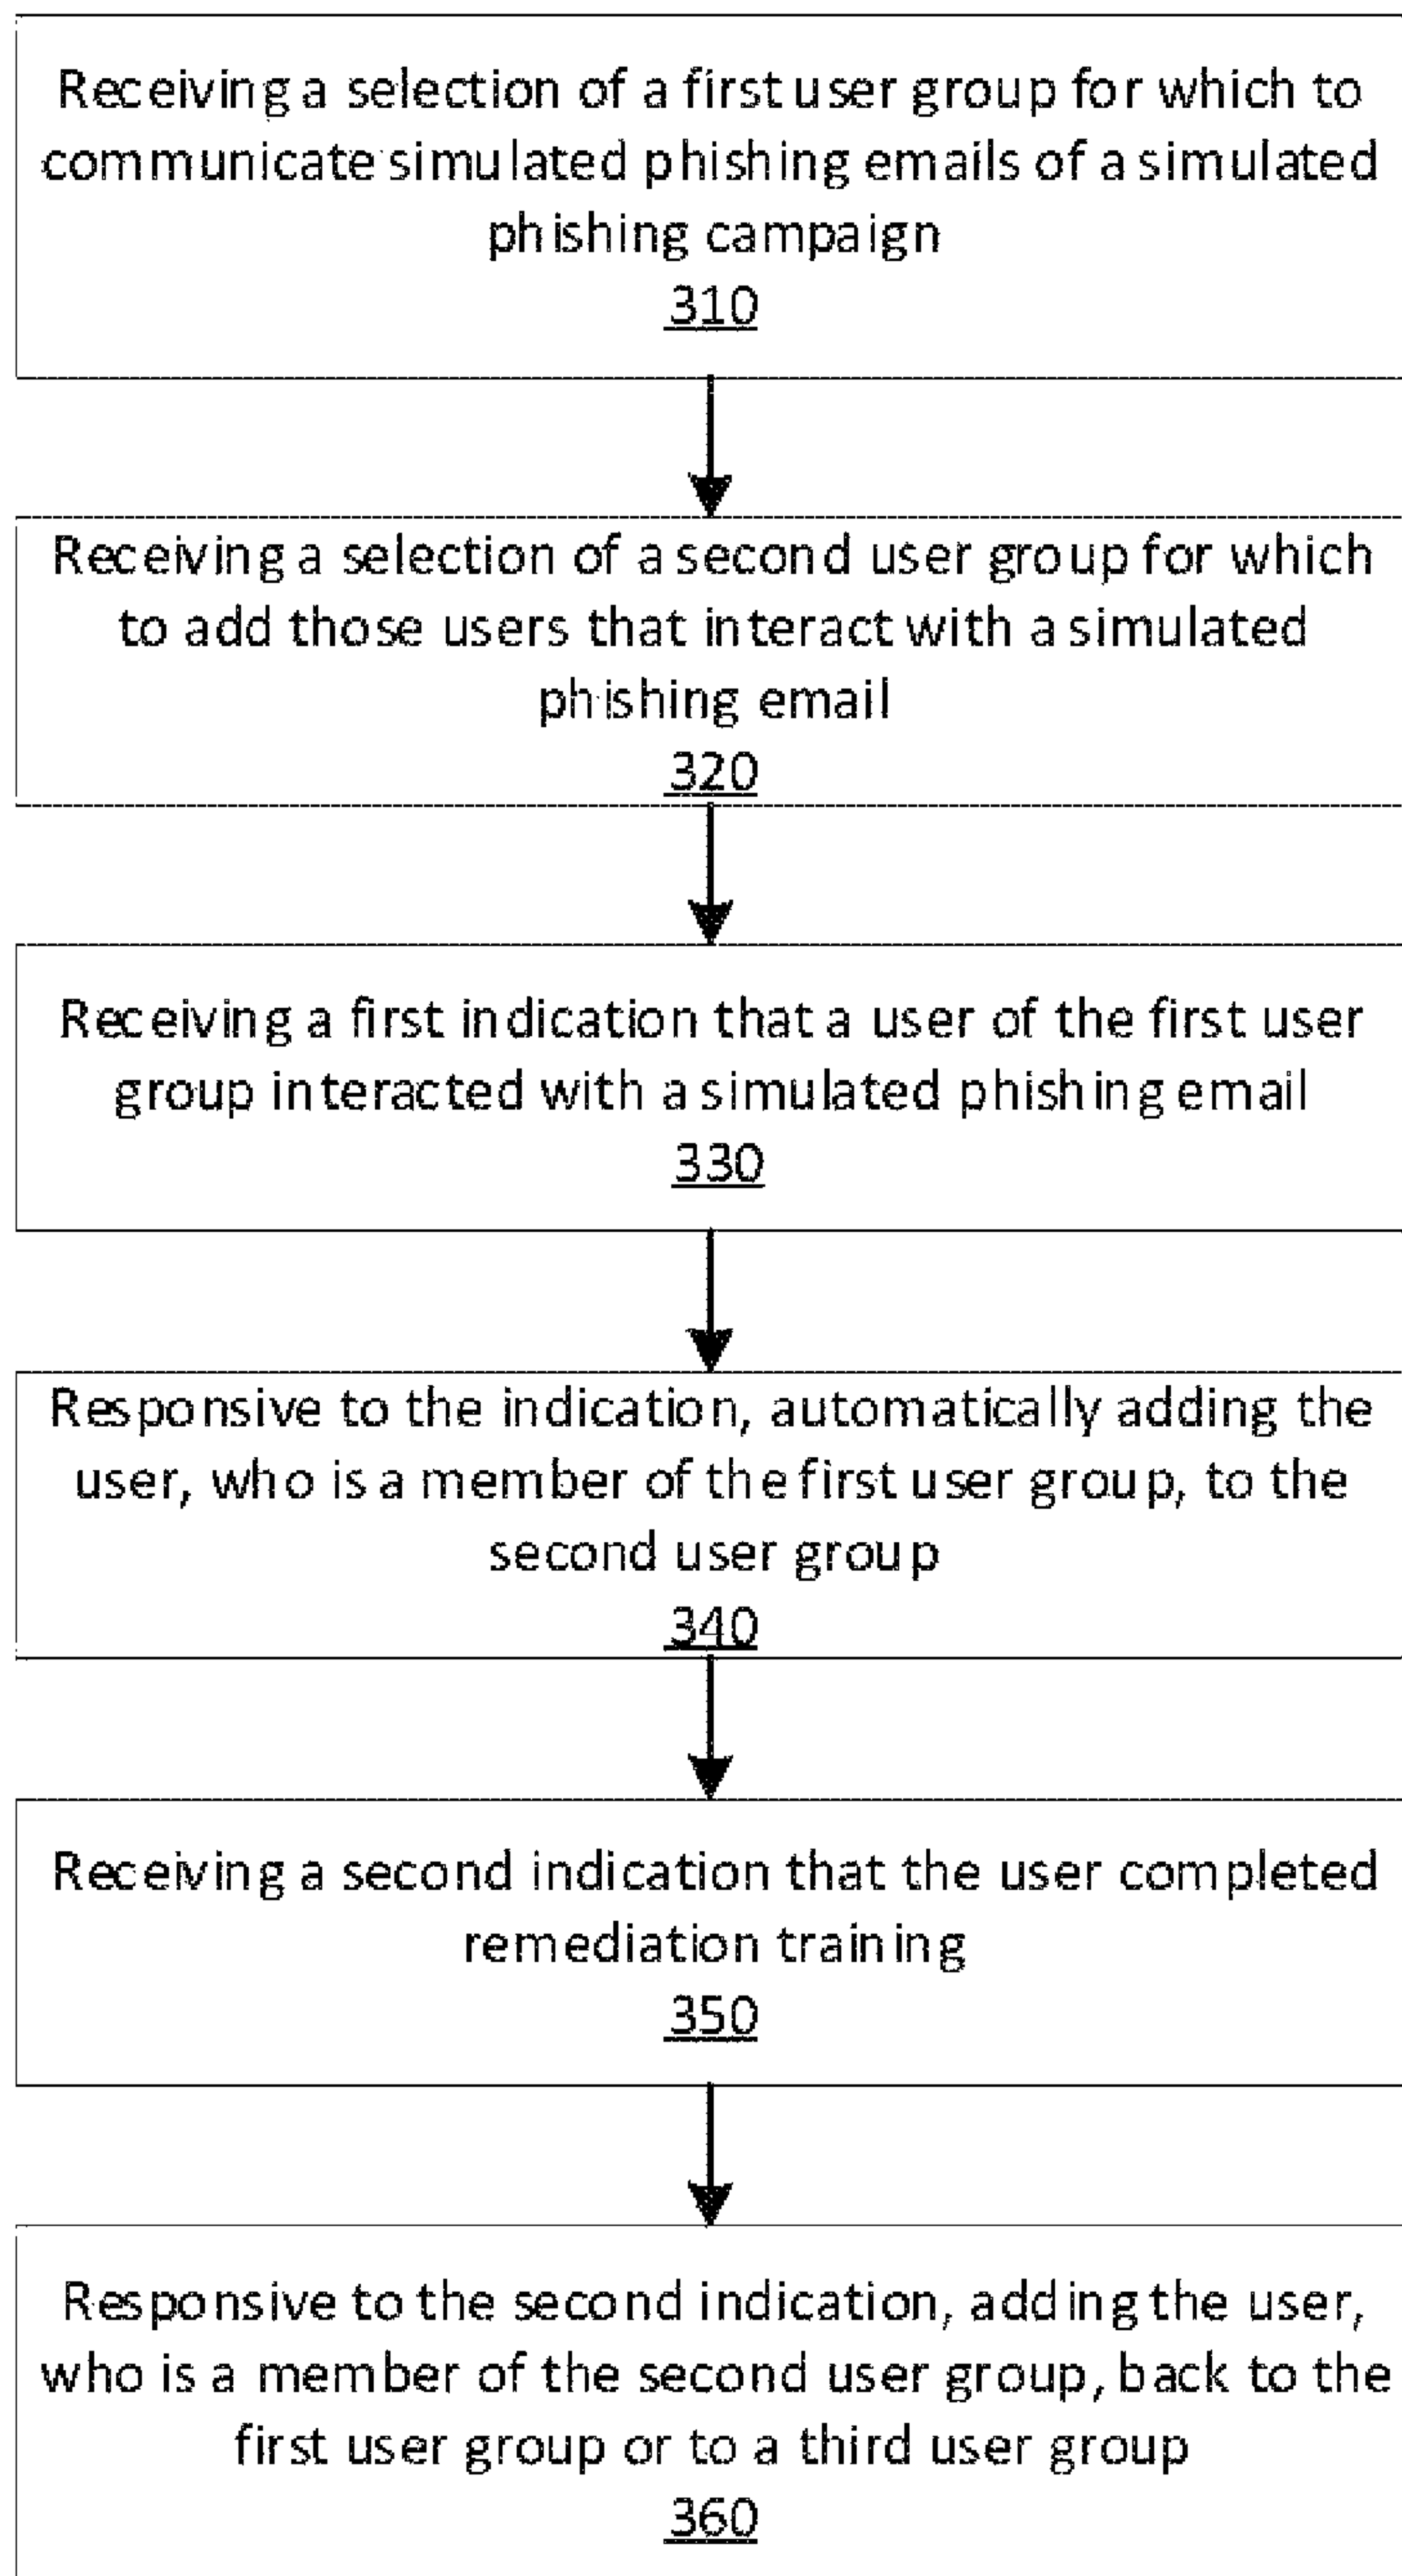 Receiving a selection of a first user group for which to
communicate simulated phishing emails of a simulated
phishing campaign
310
Receiving a selection of a second user group for which
to add those users that interact with a simulated
phishing email
320
Receiving a first indication that a user of the first user
group interacted with a simulated phishing email
330
Responsive to the indication, automatically adding the
user, who is a member of the first user group, to the
second user group
340
Receiving a second indication that the user completed
remediation training
350
Responsive to the second indication, adding the user,
who is a member of the second user group, back to the
first user group or to a third user group
360